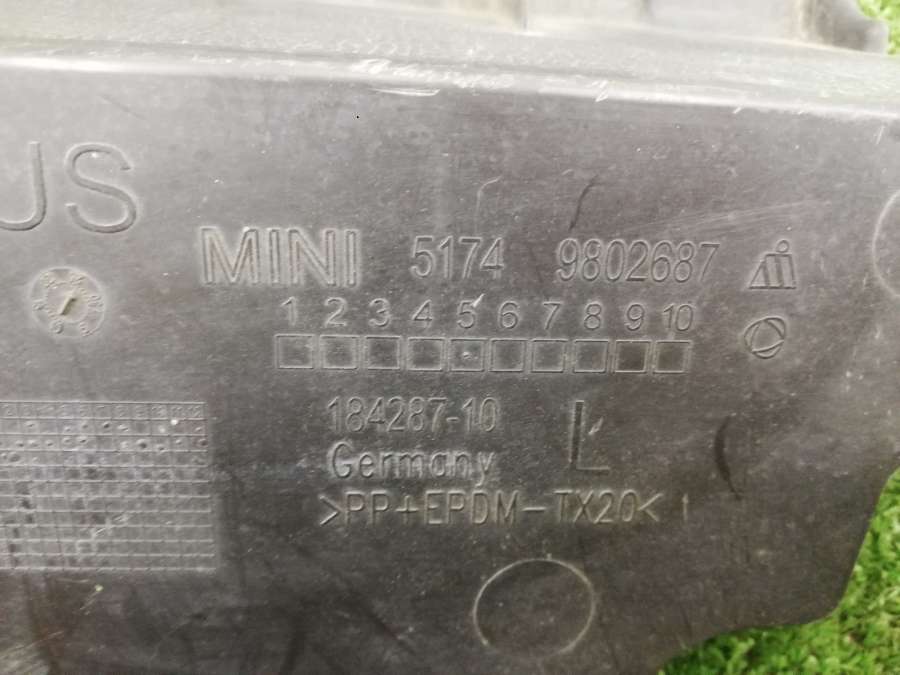 US
MINI 5174 9802687
1 2 3 4 5 6 7 8 9 10
184287-10 L
Germany
>PP+EPDM-TX20<